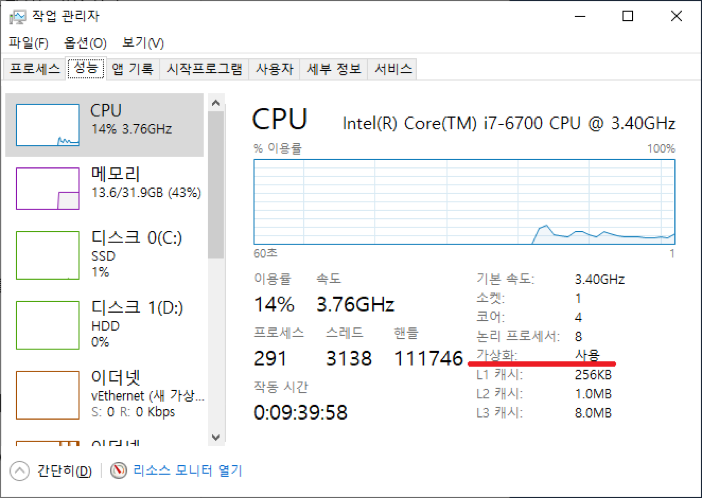 작업 관리자
파일(F) 옵션(O) 보기(V)
프로세스 성능 앱 기록 시작프로그램 사용자 세부 정보 서비스
CPU
14% 3.76GHz
메모리
13.6/31.9GB (43%)
디스크 0(C:)
SSD
1%
디스크 1(D:)
HDD
0%
이더넷
vEthernet (새 가상...
S: 0 R: 0 Kbps
이더넷
CPU Intel(R) Core(TM) i7-6700 CPU @ 3.40GHz
% 이용률 100%
60초 1
이용률 속도
14% 3.76GHz
프로세스 스레드 핸들
291 3138 111746
작동 시간
0:09:39:58
기본 속도: 3.40GHz
소켓: 1
코어: 4
논리 프로세서: 8
가상화: 사용
L1 캐시: 256KB
L2 캐시: 1.0MB
L3 캐시: 8.0MB
간단히(D) 리소스 모니터 열기